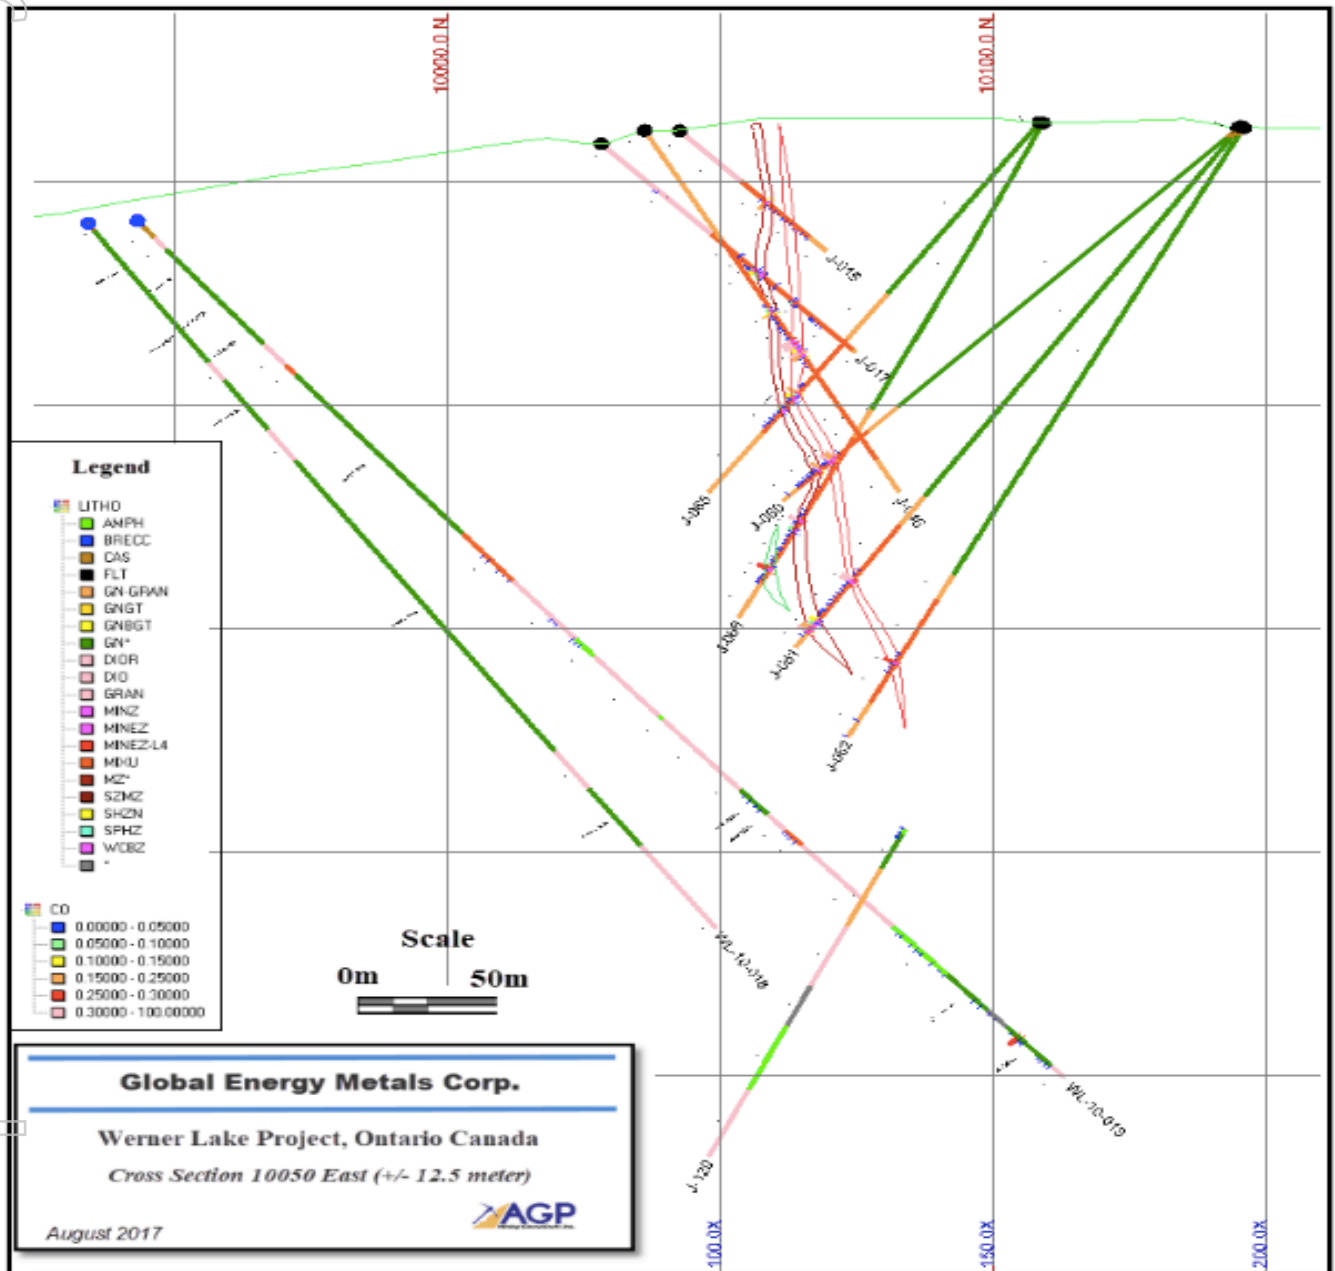 10000.0 N
10100.0 N
J-015
J-017
J-065
J-060
J-061
J-062
Legend
LITHO
AMPH
BRECC
CAS
FLT
GN-GRAN
GNGT
GNBGT
GN*
DIOR
DIO
GRAN
MINZ
MINEZ
MINEZ-L4
MIXU
MZ*
SZMZ
SHZN
SPHZ
WCBZ
*
CO
0.00000 - 0.05000
0.05000 - 0.10000
0.10000 - 0.15000
0.15000 - 0.25000
0.25000 - 0.30000
0.30000 - 100.00000
Scale
0m 50m
WL-10-018
WL-10-019
J-120
Global Energy Metals Corp.
Werner Lake Project, Ontario Canada
Cross Section 10050 East (+/- 12.5 meter)
AGP
August 2017
100.0X
150.0X
200.0X